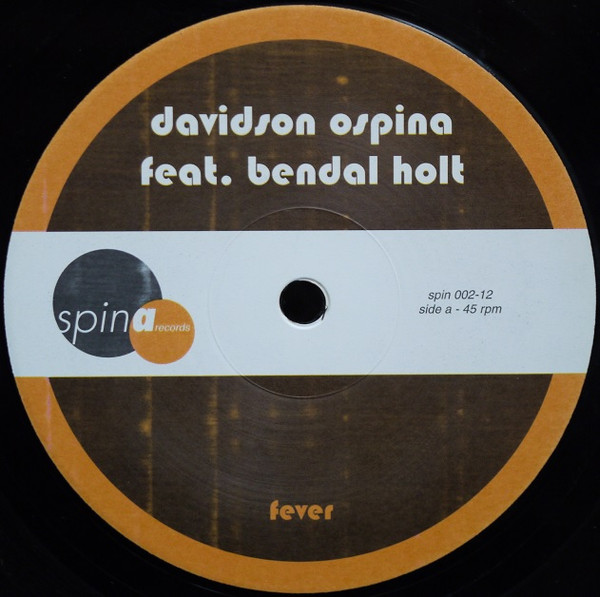 davidson ospina
feat. bendal holt
spina records
spin 002-12
side a - 45 rpm
fever